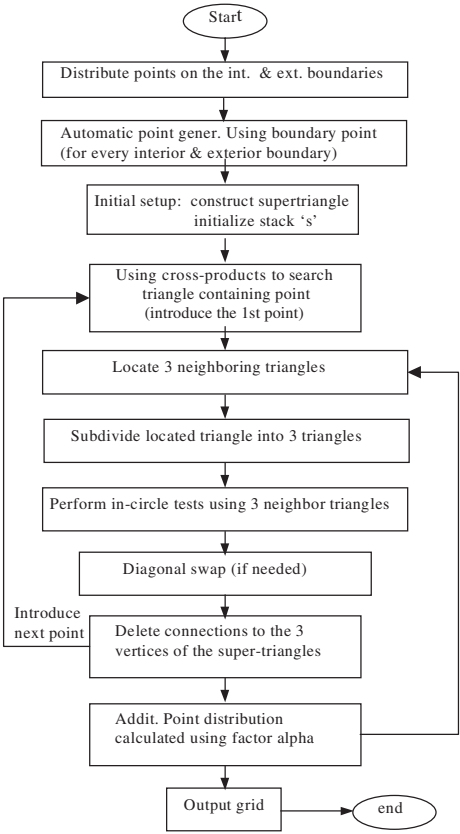 Start
Distribute points on the int. & ext. boundaries
Automatic point gener. Using boundary point
(for every interior & exterior boundary)
Initial setup: construct supertriangle
initialize stack ‘s’
Using cross-products to search
triangle containing point
(introduce the 1st point)
Locate 3 neighboring triangles
Subdivide located triangle into 3 triangles
Perform in-circle tests using 3 neighbor triangles
Diagonal swap (if needed)
Introduce
next point
Delete connections to the 3
vertices of the super-triangles
Addit. Point distribution
calculated using factor alpha
Output grid
end